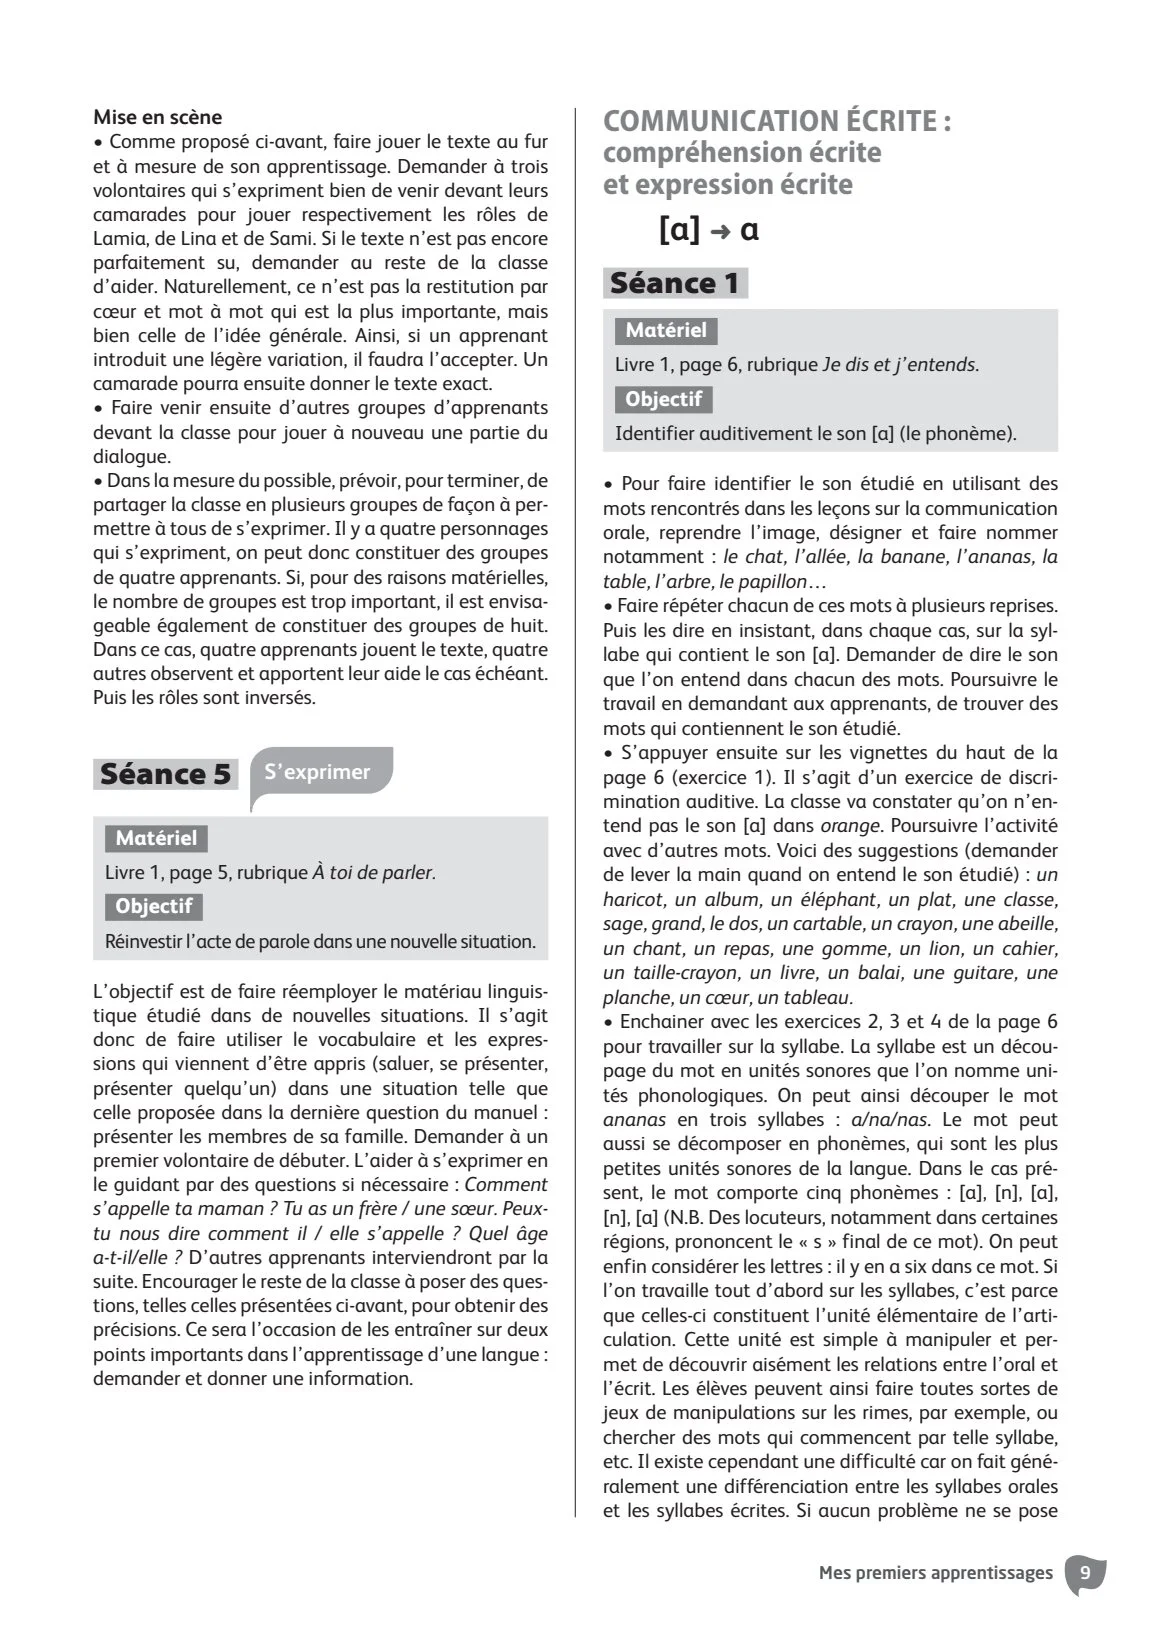 Mise en scène
• Comme proposé ci-avant, faire jouer le texte au fur
et à mesure de son apprentissage. Demander à trois
volontaires qui s’expriment bien de venir devant leurs
camarades pour jouer respectivement les rôles de
Lamia, de Lina et de Sami. Si le texte n’est pas encore
parfaitement su, demander au reste de la classe
d’aider. Naturellement, ce n’est pas la restitution par
cœur et mot à mot qui est la plus importante, mais
bien celle de l’idée générale. Ainsi, si un apprenant
introduit une légère variation, il faudra l’accepter. Un
camarade pourra ensuite donner le texte exact.
• Faire venir ensuite d’autres groupes d’apprenants
devant la classe pour jouer à nouveau une partie du
dialogue.
• Dans la mesure du possible, prévoir, pour terminer, de
partager la classe en plusieurs groupes de façon à per-
mettre à tous de s’exprimer. Il y a quatre personnages
qui s’expriment, on peut donc constituer des groupes
de quatre apprenants. Si, pour des raisons matérielles,
le nombre de groupes est trop important, il est envisa-
geable également de constituer des groupes de huit.
Dans ce cas, quatre apprenants jouent le texte, quatre
autres observent et apportent leur aide le cas échéant.
Puis les rôles sont inversés.
Séance 5 S’exprimer
Matériel
Livre 1, page 5, rubrique À toi de parler.
Objectif
Réinvestir l’acte de parole dans une nouvelle situation.
L’objectif est de faire réemployer le matériau linguis-
tique étudié dans de nouvelles situations. Il s’agit
donc de faire utiliser le vocabulaire et les expres-
sions qui viennent d’être appris (saluer, se présenter,
présenter quelqu’un) dans une situation telle que
celle proposée dans la dernière question du manuel :
présenter les membres de sa famille. Demander à un
premier volontaire de débuter. L’aider à s’exprimer en
le guidant par des questions si nécessaire : Comment
s’appelle ta maman ? Tu as un frère / une sœur. Peux-
tu nous dire comment il / elle s’appelle ? Quel âge
a-t-il/elle ? D’autres apprenants interviendront par la
suite. Encourager le reste de la classe à poser des ques-
tions, telles celles présentées ci-avant, pour obtenir des
précisions. Ce sera l’occasion de les entraîner sur deux
points importants dans l’apprentissage d’une langue :
demander et donner une information.
COMMUNICATION ÉCRITE :
compréhension écrite
et expression écrite
[a] → a
Séance 1
Matériel
Livre 1, page 6, rubrique Je dis et j’entends.
Objectif
Identifier auditivement le son [a] (le phonème).
• Pour faire identifier le son étudié en utilisant des
mots rencontrés dans les leçons sur la communication
orale, reprendre l’image, désigner et faire nommer
notamment : le chat, l’allée, la banane, l’ananas, la
table, l’arbre, le papillon…
• Faire répéter chacun de ces mots à plusieurs reprises.
Puis les dire en insistant, dans chaque cas, sur la syl-
labe qui contient le son [a]. Demander de dire le son
que l’on entend dans chacun des mots. Poursuivre le
travail en demandant aux apprenants, de trouver des
mots qui contiennent le son étudié.
• S’appuyer ensuite sur les vignettes du haut de la
page 6 (exercice 1). Il s’agit d’un exercice de discri-
mination auditive. La classe va constater qu’on n’en-
tend pas le son [a] dans orange. Poursuivre l’activité
avec d’autres mots. Voici des suggestions (demander
de lever la main quand on entend le son étudié) : un
haricot, un album, un éléphant, un plat, une classe,
sage, grand, le dos, un cartable, un crayon, une abeille,
un chant, un repas, une gomme, un lion, un cahier,
un taille-crayon, un livre, un balai, une guitare, une
planche, un cœur, un tableau.
• Enchainer avec les exercices 2, 3 et 4 de la page 6
pour travailler sur la syllabe. La syllabe est un décou-
page du mot en unités sonores que l’on nomme uni-
tés phonologiques. On peut ainsi découper le mot
ananas en trois syllabes : a/na/nas. Le mot peut
aussi se décomposer en phonèmes, qui sont les plus
petites unités sonores de la langue. Dans le cas pré-
sent, le mot comporte cinq phonèmes : [a], [n], [a],
[n], [a] (N.B. Des locuteurs, notamment dans certaines
régions, prononcent le « s » final de ce mot). On peut
enfin considérer les lettres : il y en a six dans ce mot. Si
l’on travaille tout d’abord sur les syllabes, c’est parce
que celles-ci constituent l’unité élémentaire de l’arti-
culation. Cette unité est simple à manipuler et per-
met de découvrir aisément les relations entre l’oral et
l’écrit. Les élèves peuvent ainsi faire toutes sortes de
jeux de manipulations sur les rimes, par exemple, ou
chercher des mots qui commencent par telle syllabe,
etc. Il existe cependant une difficulté car on fait géné-
ralement une différenciation entre les syllabes orales
et les syllabes écrites. Si aucun problème ne se pose
Mes premiers apprentissages 9